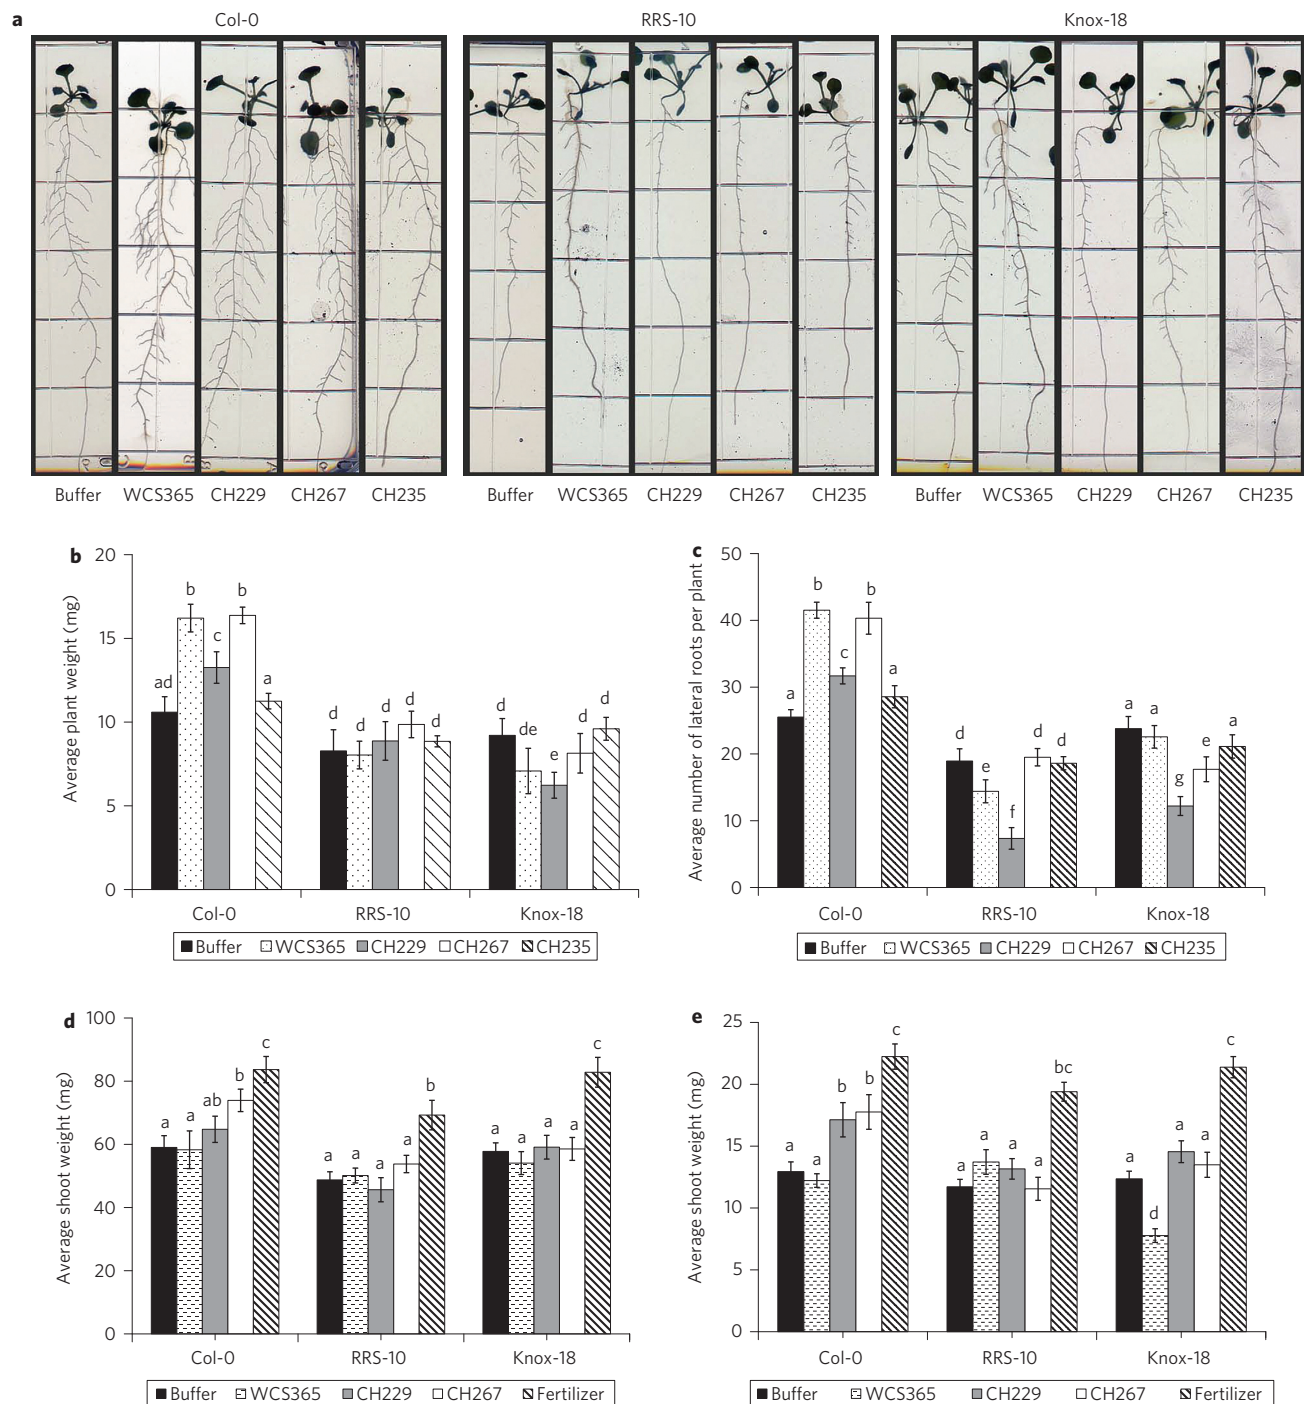 a
Col-0 RRS-10 Knox-18
Buffer WCS365 CH229 CH267 CH235 Buffer WCS365 CH229 CH267 CH235 Buffer WCS365 CH229 CH267 CH235
b
Average plant weight (mg)
20
15
10
5
0
ad b c b a d d d d d d de e d d
Col-0 RRS-10 Knox-18
Buffer WCS365 CH229 CH267 CH235
c
Average number of lateral roots per plant
50
40
30
20
10
0
a b c b a d e f d d a a g e a
Col-0 RRS-10 Knox-18
Buffer WCS365 CH229 CH267 CH235
d
Average shoot weight (mg)
100
80
60
40
20
0
a a ab b c a a a a b a a a a c
Col-0 RRS-10 Knox-18
Buffer WCS365 CH229 CH267 Fertilizer
e
Average shoot weight (mg)
25
20
15
10
5
0
a a b b c a a a a bc a d a a c
Col-0 RRS-10 Knox-18
Buffer WCS365 CH229 CH267 Fertilizer